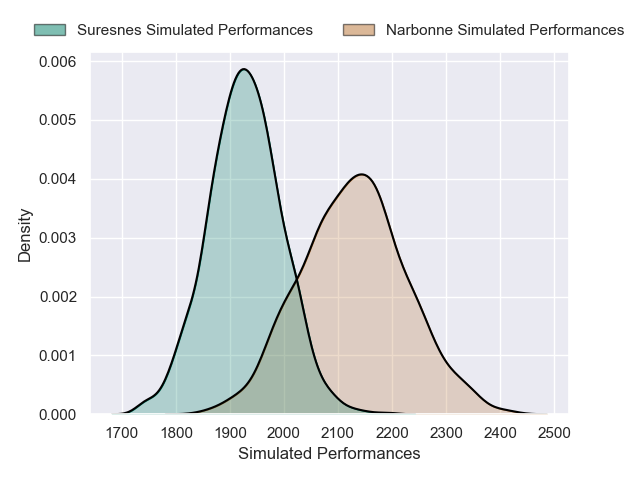 Suresnes Simulated Performances
Narbonne Simulated Performances
0.006
0.005
0.004
0.003
0.002
0.001
0.000
Density
1700 1800 1900 2000 2100 2200 2300 2400 2500
Simulated Performances